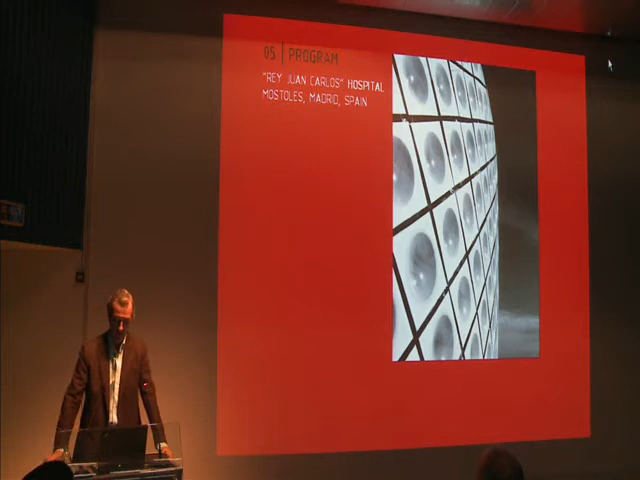 05 | PROGRAM
"REY JUAN CARLOS" HOSPITAL
MOSTOLES, MADRID, SPAIN